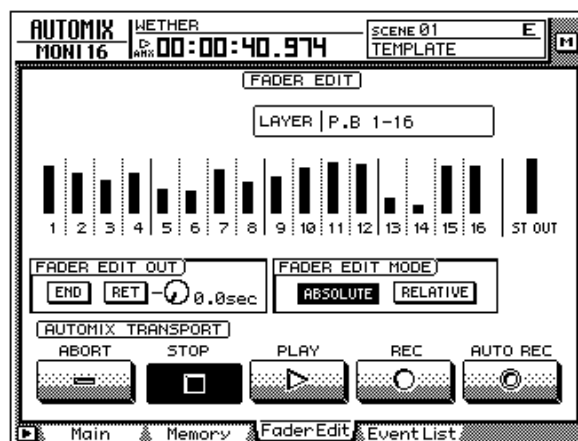 AUTOMIX
MONI 16
WETHER
AMX 00:00:40.974
SCENE 01 E
TEMPLATE
M
FADER EDIT
LAYER P.B 1-16
1 2 3 4 5 6 7 8 9 10 11 12 13 14 15 16 ST OUT
FADER EDIT OUT
END RET 0.0sec
FADER EDIT MODE
ABSOLUTE RELATIVE
AUTOMIX TRANSPORT
ABORT STOP PLAY REC AUTO REC
Main Memory Fader Edit Event List